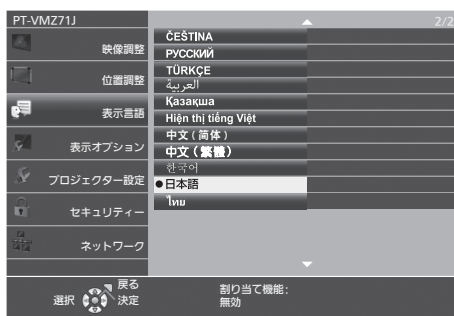 PT-VMZ71J
2/2
映像調整
位置調整
表示言語
表示オプション
プロジェクター設定
セキュリティー
ネットワーク
ČEŠTINA
РУССКИЙ
TÜRKÇE
العربية
Қазақша
Hiện thị tiếng Việt
中文 (简体)
中文 (繁體)
한국어
●日本語
ไทย
戻る
選択 決定
割り当て機能:
無効